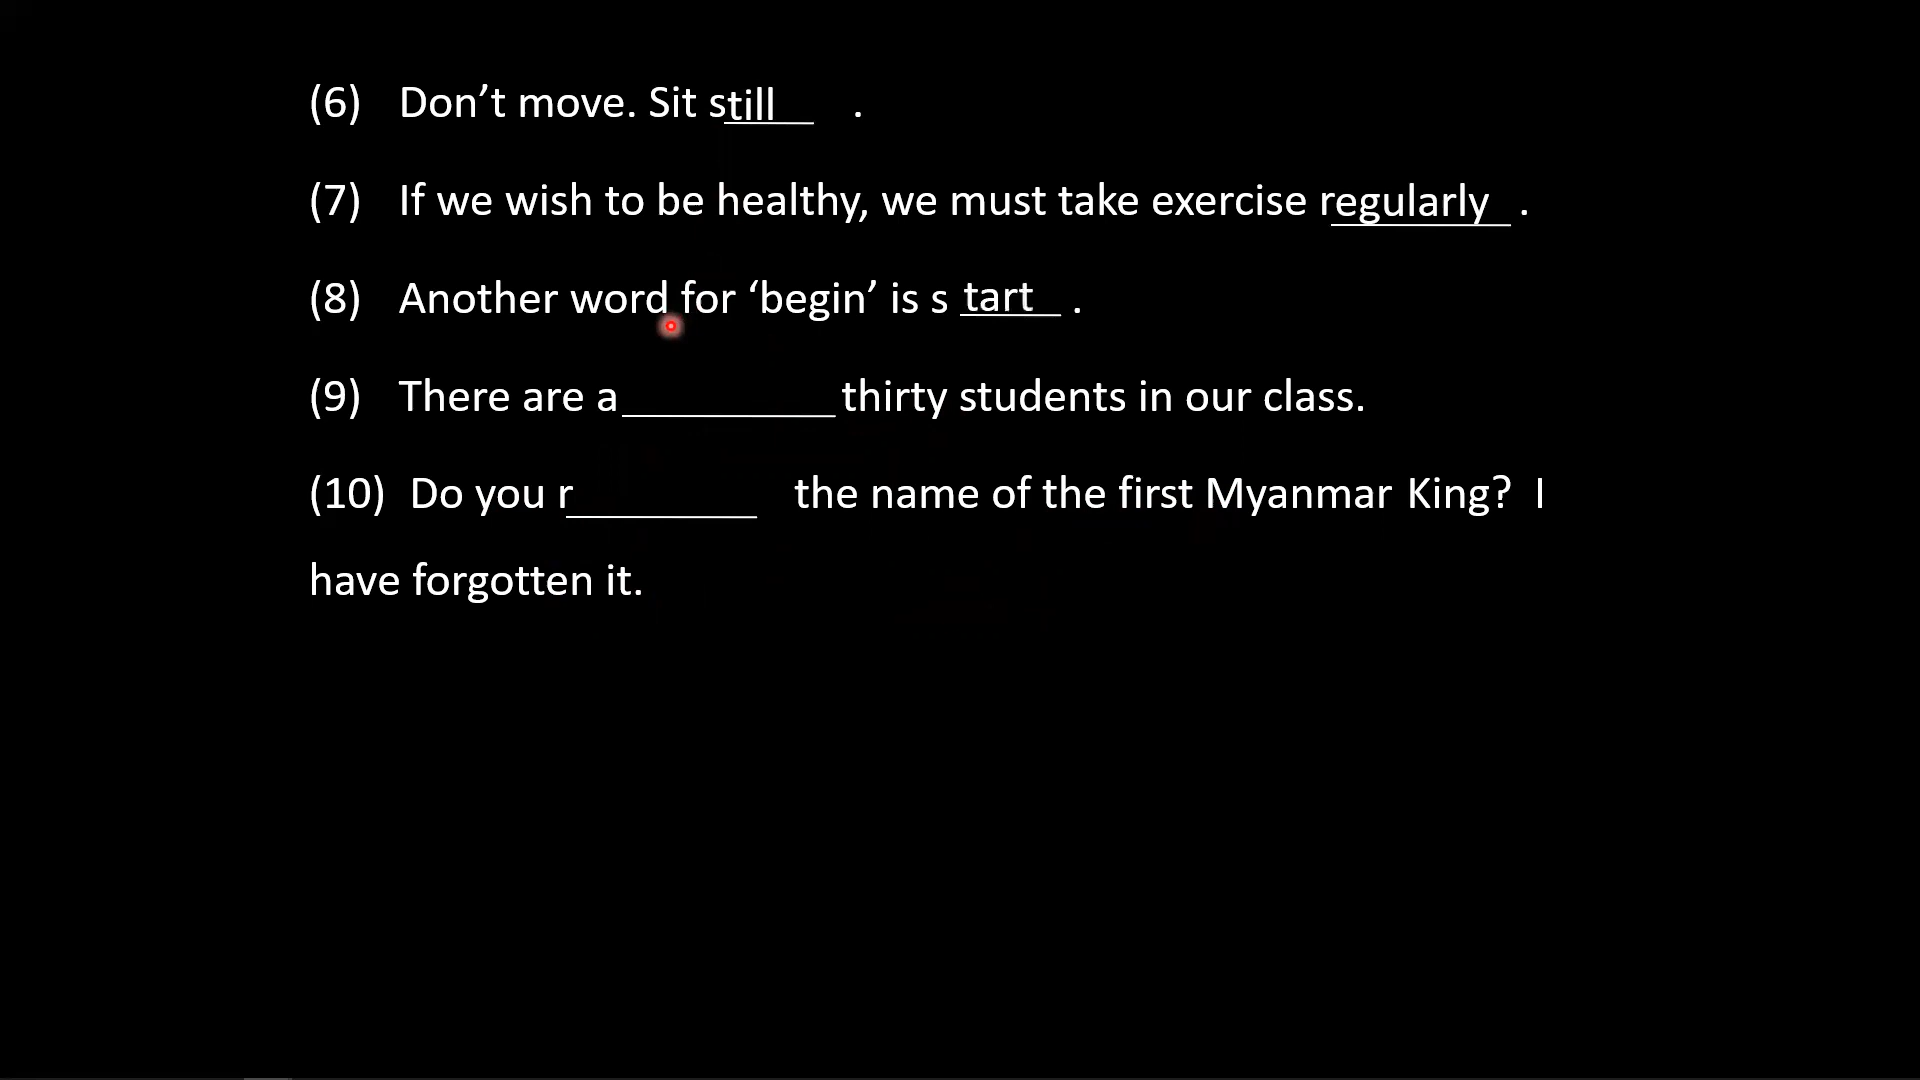 (6) Don’t move. Sit still .
(7) If we wish to be healthy, we must take exercise regularly .
(8) Another word for ‘begin’ is s tart .
(9) There are a__________ thirty students in our class.
(10) Do you r_________ the name of the first Myanmar King? I
have forgotten it.